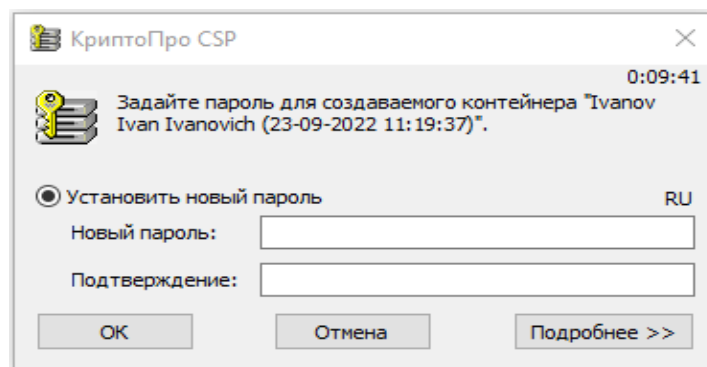 КриптоПро CSP
0:09:41
Задайте пароль для создаваемого контейнера "Ivanov
Ivan Ivanovich (23-09-2022 11:19:37)".
Установить новый пароль
RU
Новый пароль:
Подтверждение:
ОК
Отмена
Подробнее >>